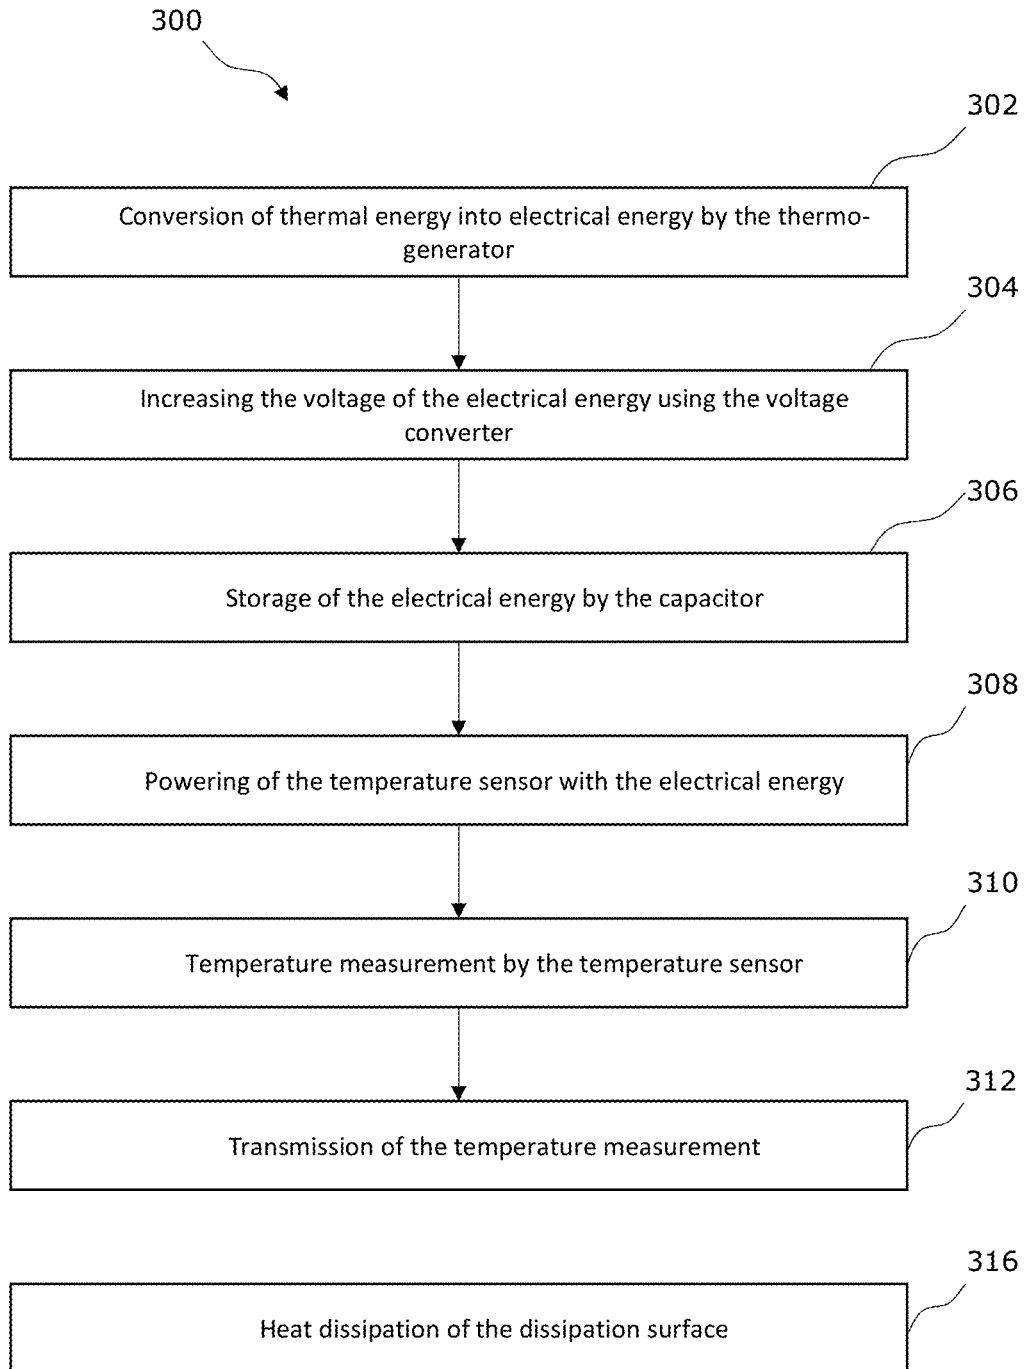 300
302
Conversion of thermal energy into electrical energy by the thermo-
generator
304
Increasing the voltage of the electrical energy using the voltage
converter
306
Storage of the electrical energy by the capacitor
308
Powering of the temperature sensor with the electrical energy
310
Temperature measurement by the temperature sensor
312
Transmission of the temperature measurement
316
Heat dissipation of the dissipation surface